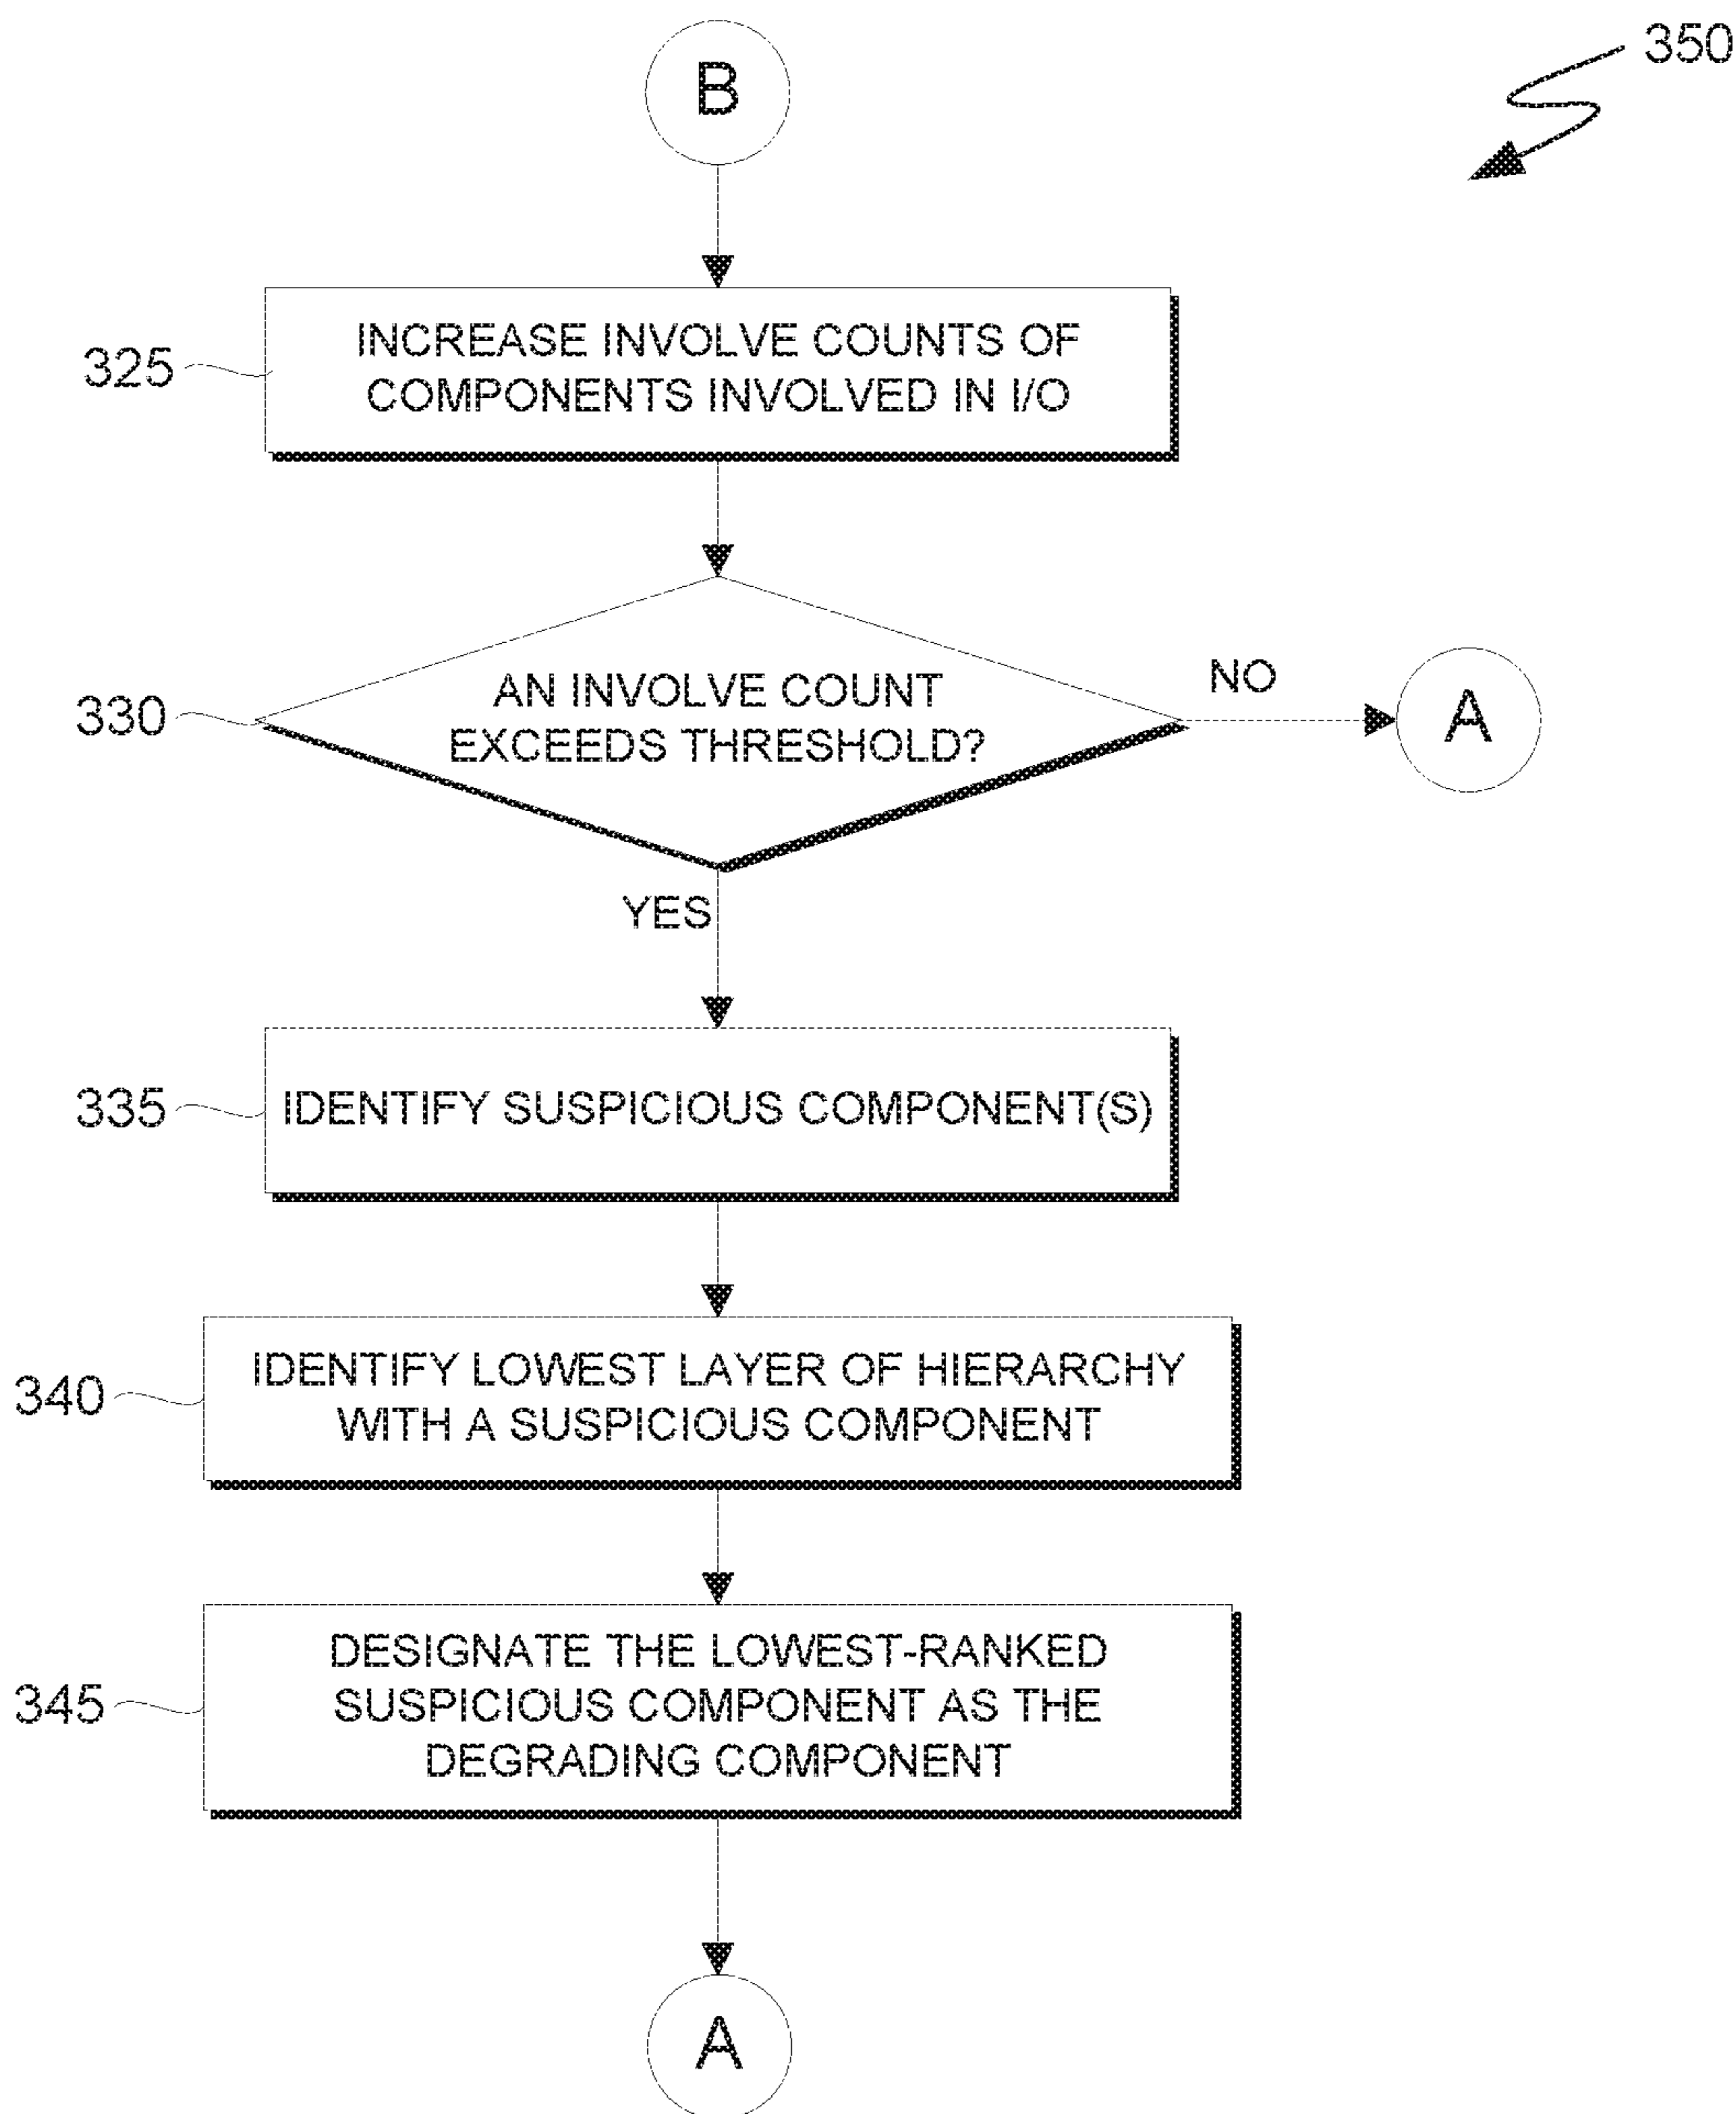 350
B
325
INCREASE INVOLVE COUNTS OF
COMPONENTS INVOLVED IN I/O
330
AN INVOLVE COUNT
EXCEEDS THRESHOLD?
NO
A
YES
335
IDENTIFY SUSPICIOUS COMPONENT(S)
340
IDENTIFY LOWEST LAYER OF HIERARCHY
WITH A SUSPICIOUS COMPONENT
345
DESIGNATE THE LOWEST-RANKED
SUSPICIOUS COMPONENT AS THE
DEGRADING COMPONENT
A